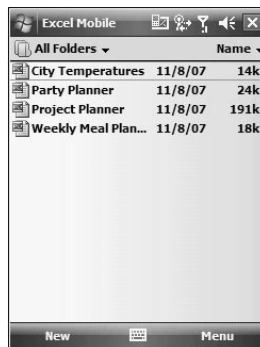 Excel Mobile
All Folders Name
City Temperatures 11/8/07 14k
Party Planner 11/8/07 24k
Project Planner 11/8/07 191k
Weekly Meal Plan... 11/8/07 18k
New Menu